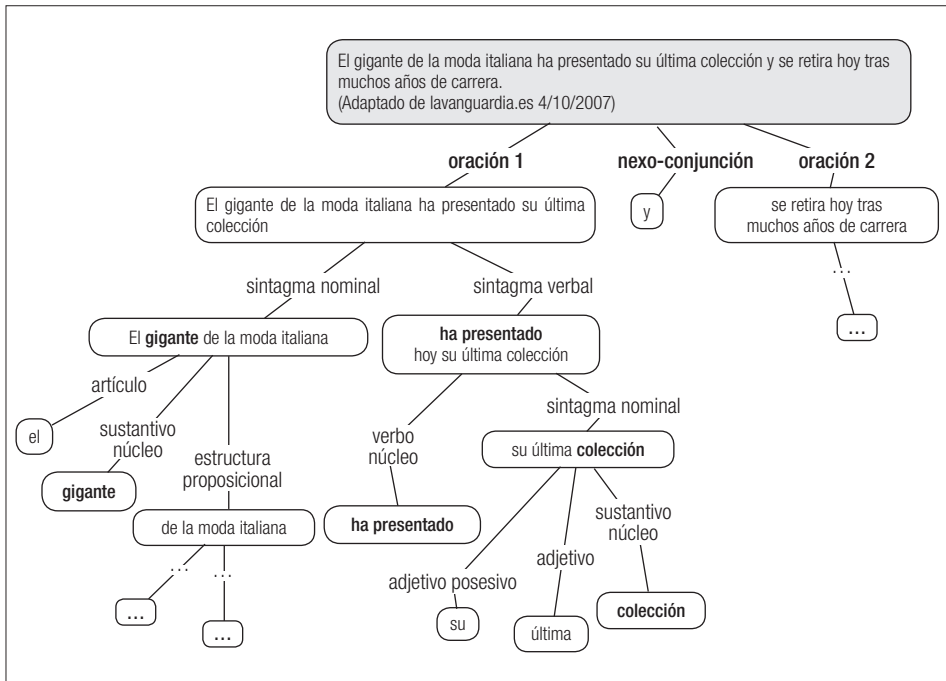 El gigante de la moda italiana ha presentado su última colección y se retira hoy tras
muchos años de carrera.
(Adaptado de lavanguardia.es 4/10/2007)
oración 1
nexo-conjunción
oración 2
El gigante de la moda italiana ha presentado su última
colección
y
se retira hoy tras
muchos años de carrera
...
...
sintagma nominal
sintagma verbal
El gigante de la moda italiana
ha presentado
hoy su última colección
artículo
el
sustantivo
núcleo
gigante
estructura
proposicional
de la moda italiana
...
...
...
...
verbo
núcleo
ha presentado
sintagma nominal
su última colección
adjetivo posesivo
su
adjetivo
última
sustantivo
núcleo
colección